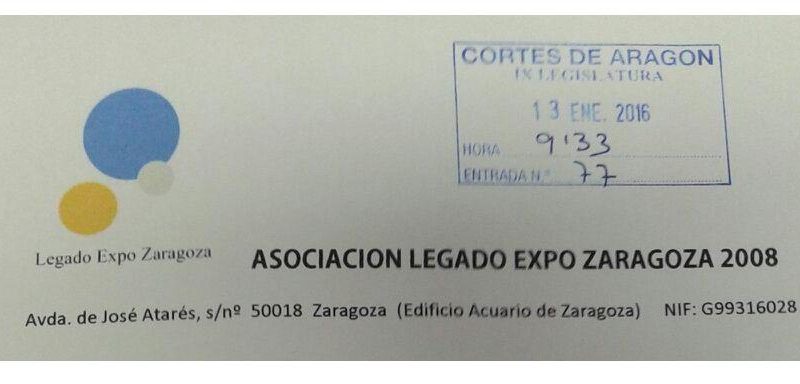 CORTES DE ARAGON
IX LEGISLATURA
13 ENE. 2016
HORA 9'33
ENTRADA N.º 77
Legado Expo Zaragoza
ASOCIACION LEGADO EXPO ZARAGOZA 2008
Avda. de José Atarés, s/nº 50018 Zaragoza (Edificio Acuario de Zaragoza) NIF: G99316028